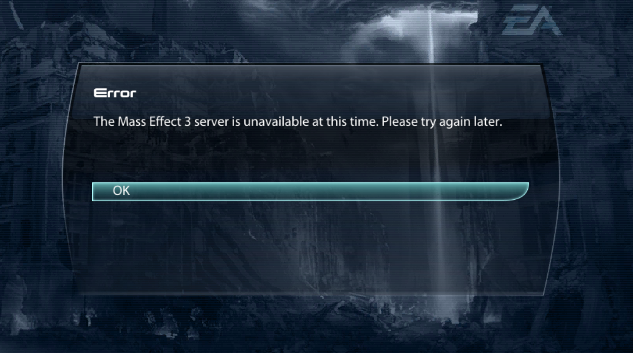 EA
Error
The Mass Effect 3 server is unavailable at this time. Please try again later.
OK